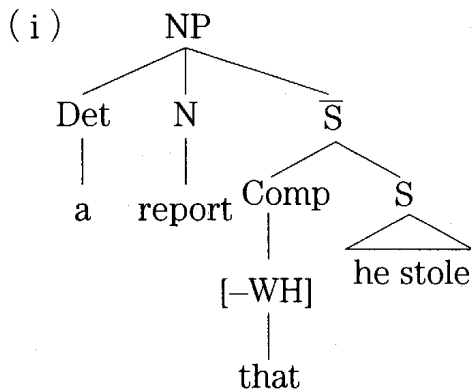 (i) NP
Det N S̅
a report Comp S
[–WH] he stole
that